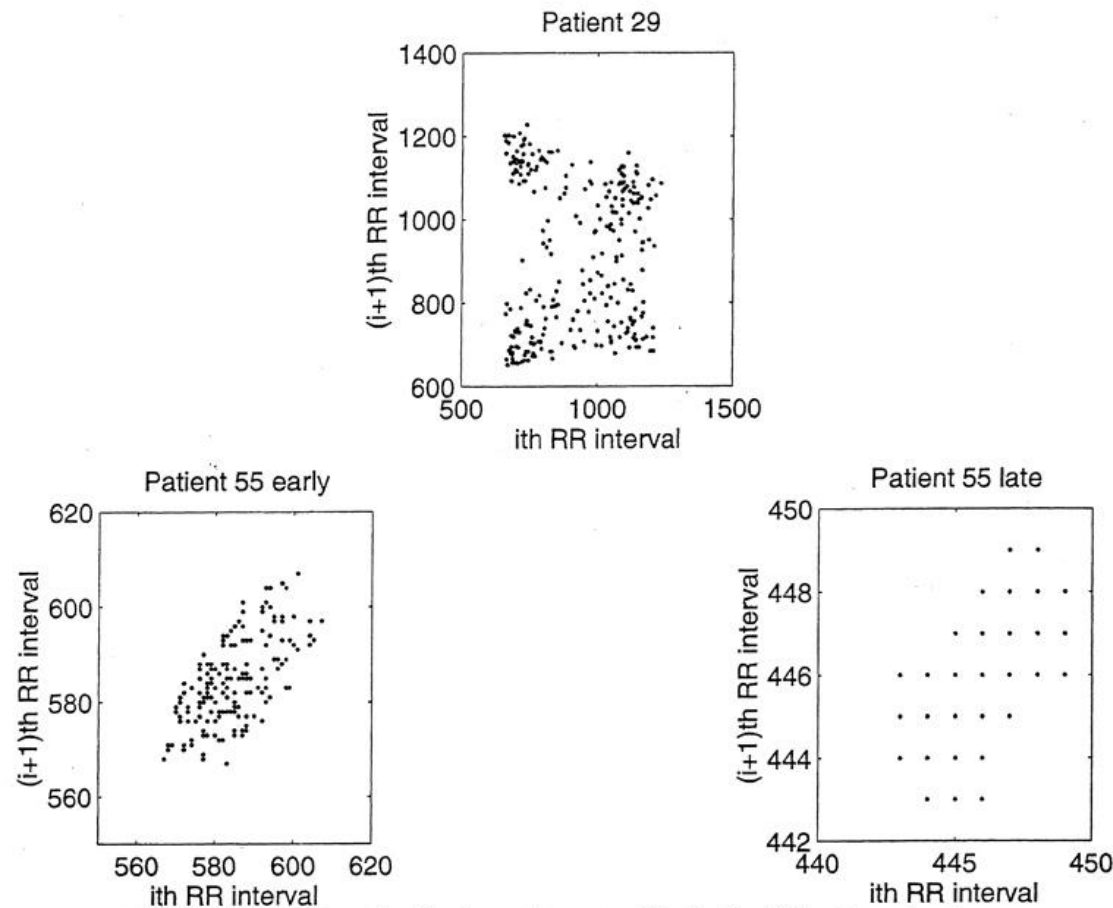 Patient 29
1400
1200
1000
800
600
(i+1)th RR interval
500 1000 1500
ith RR interval
Patient 55 early
620
600
580
560
(i+1)th RR interval
560 580 600 620
ith RR interval
Patient 55 late
450
448
446
444
442
(i+1)th RR interval
440 445 450
ith RR interval